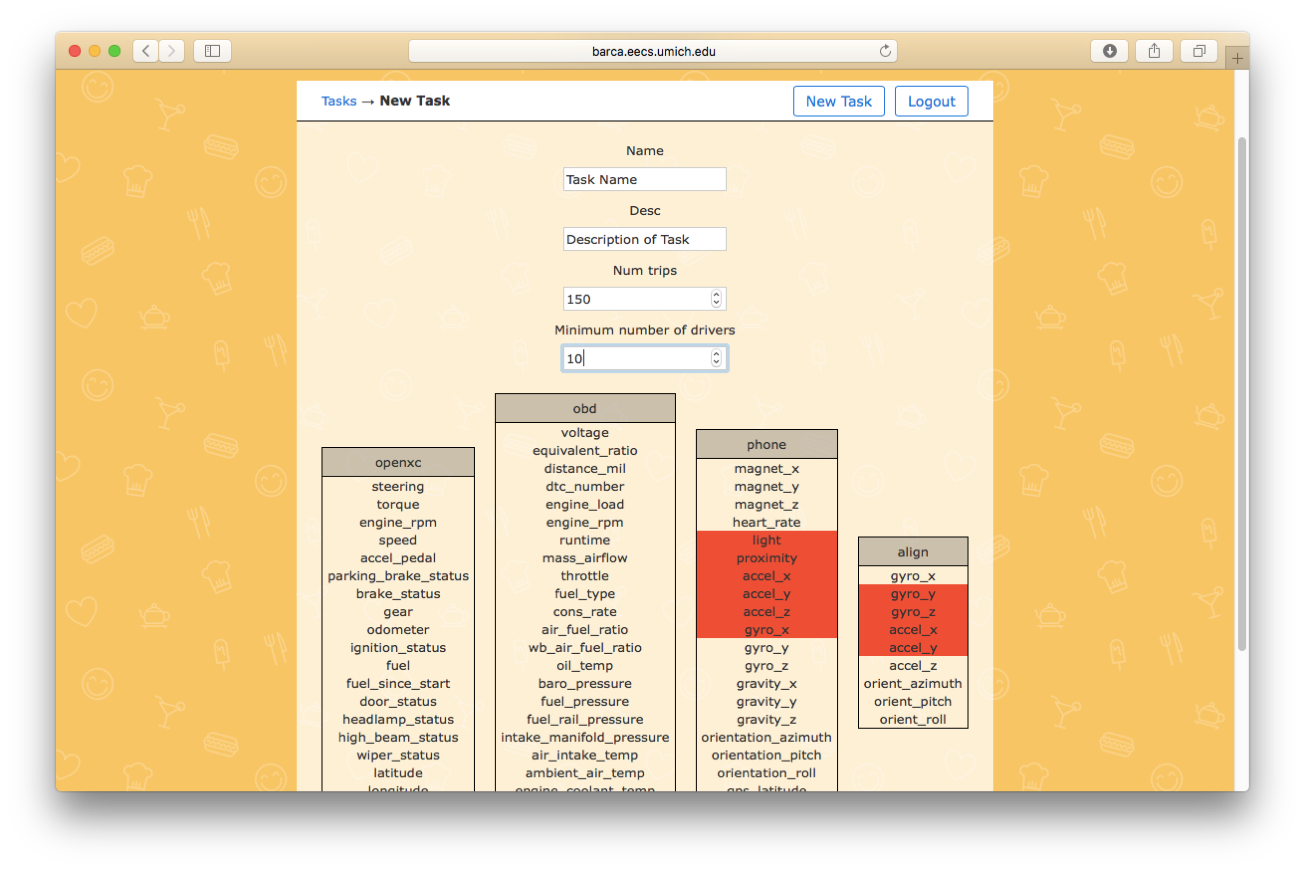 barca.eecs.umich.edu
Tasks → New Task
New Task
Logout
Name
Task Name
Desc
Description of Task
Num trips
150
Minimum number of drivers
10
openxc
steering
torque
engine_rpm
speed
accel_pedal
parking_brake_status
brake_status
gear
odometer
ignition_status
fuel
fuel_since_start
door_status
headlamp_status
high_beam_status
wiper_status
latitude
longitude
obd
voltage
equivalent_ratio
distance_mil
dtc_number
engine_load
engine_rpm
runtime
mass_airflow
throttle
fuel_type
cons_rate
air_fuel_ratio
wb_air_fuel_ratio
oil_temp
baro_pressure
fuel_pressure
fuel_rail_pressure
intake_manifold_pressure
air_intake_temp
ambient_air_temp
engine_coolant_temp
phone
magnet_x
magnet_y
magnet_z
heart_rate
light
proximity
accel_x
accel_y
accel_z
gyro_x
gyro_y
gyro_z
gravity_x
gravity_y
gravity_z
orientation_azimuth
orientation_pitch
orientation_roll
gps_latitude
align
gyro_x
gyro_y
gyro_z
accel_x
accel_y
accel_z
orient_azimuth
orient_pitch
orient_roll